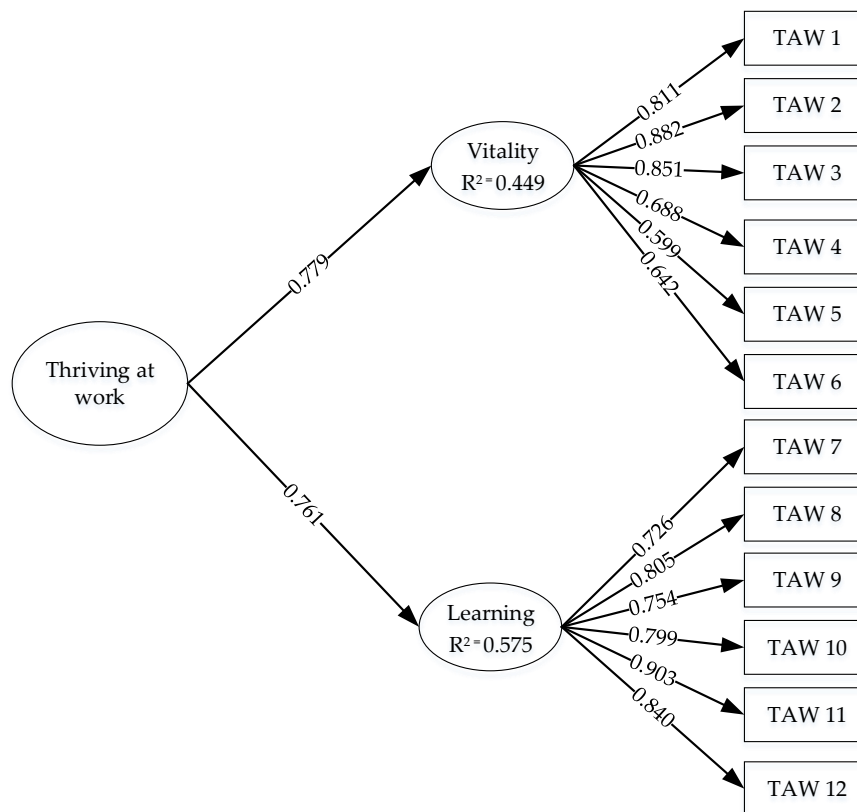 TAW 1
0.811
TAW 2
0.882
Vitality
R²=0.449
0.851
TAW 3
0.688
TAW 4
0.599
0.642
TAW 5
0.779
TAW 6
Thriving at
work
TAW 7
0.761
0.726
TAW 8
0.805
TAW 9
0.754
Learning
R²=0.575
0.799
TAW 10
0.903
0.840
TAW 11
TAW 12